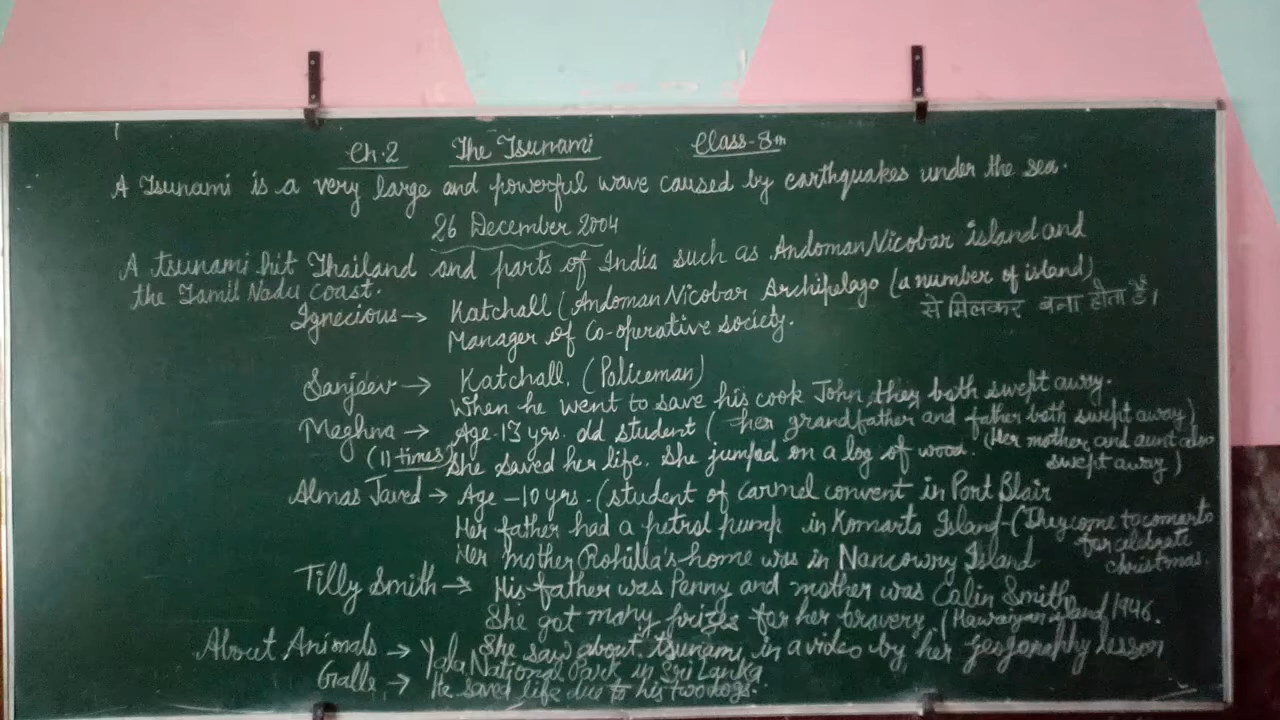 Ch.2 The Tsunami Class-8th
A Tsunami is a very large and powerful wave caused by earthquakes under the sea.
26 December 2004
A tsunami hit Thailand and parts of India such as Andoman Nicobar island and
the Tamil Nadu coast.
Ignecious → Katchall (Andoman Nicobar Archipelago (a number of island)
से मिलकर बना होता है।
Manager of Co-operative society.
Sanjeev → Katchall. (Policeman)
When he went to save his cook John, they both swept away.
Meghna → Age-13 yrs. old student ( her grandfather and father both swept away)
(11 times) She saved her life. She jumped on a log of wood. (Her mother and aunt also
swept away)
Almas Javed → Age -10 yrs. (student of Carmel convent in Port Blair
Her father had a petrol pump in Komarts Island-(They come to comarts
for celebrate
christmas.
Her mother Rohilla's home was in Nancowry Island
Tilly Smith → His father was Penny and mother was Calin Smith
She got many prizes for her bravery. (Hawanyan island, 1946.
She saw about tsunami in a video by her jeography lesson
About Animals → Yala National Park in Sri Lanka
Galle → He saved life due to his two dogs.